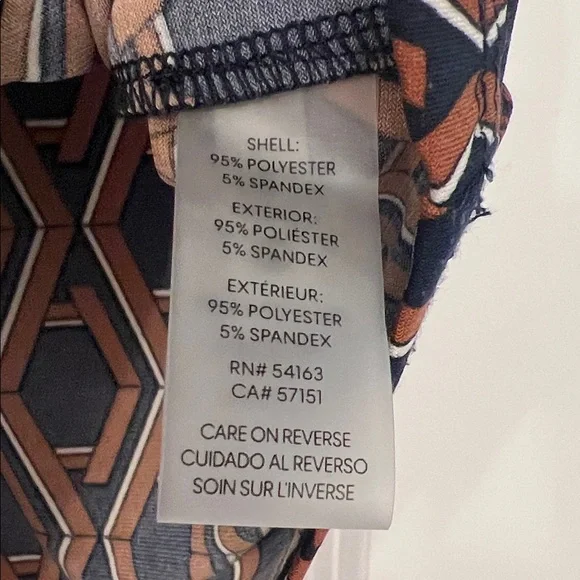 SHELL:
95% POLYESTER
5% SPANDEX
EXTERIOR:
95% POLIÉSTER
5% SPANDEX
EXTÉRIEUR:
95% POLYESTER
5% SPANDEX
RN# 54163
CA# 57151
CARE ON REVERSE
CUIDADO AL REVERSO
SOIN SUR L'INVERSE